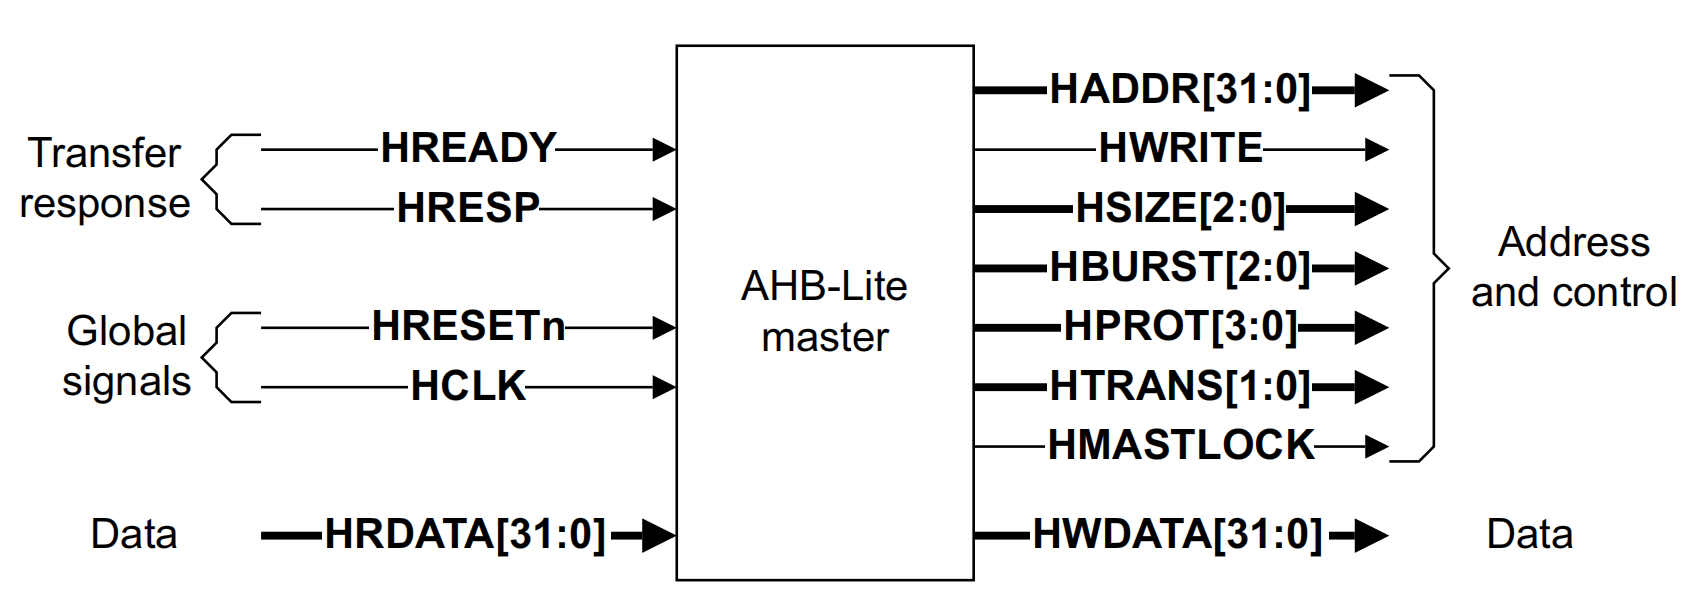 Transfer
response
HREADY
HRESP
Global
signals
HRESETn
HCLK
Data
HRDATA[31:0]
AHB-Lite
master
HADDR[31:0]
HWRITE
HSIZE[2:0]
HBURST[2:0]
HPROT[3:0]
HTRANS[1:0]
HMASTLOCK
Address
and control
HWDATA[31:0]
Data